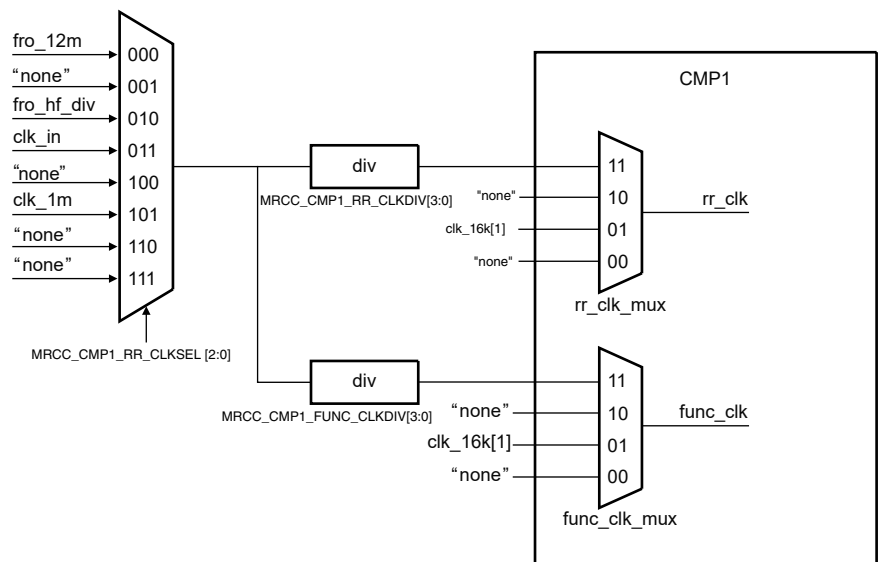 fro_12m
"none"
fro_hf_div
clk_in
"none"
clk_1m
"none"
"none"
000
001
010
011
100
101
110
111
MRCC_CMP1_RR_CLKSEL [2:0]
div
MRCC_CMP1_RR_CLKDIV[3:0]
div
MRCC_CMP1_FUNC_CLKDIV[3:0]
CMP1
"none"
clk_16k[1]
"none"
11
10
01
00
rr_clk
rr_clk_mux
“none”
clk_16k[1]
“none”
11
10
01
00
func_clk
func_clk_mux